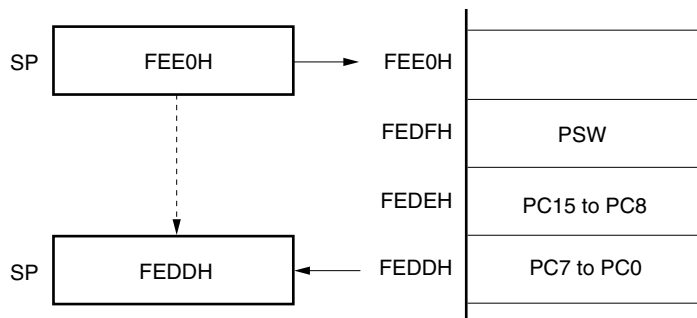 SP FEE0H FEE0H
FEDFH PSW
FEDEH PC15 to PC8
SP FEDDH FEDDH PC7 to PC0